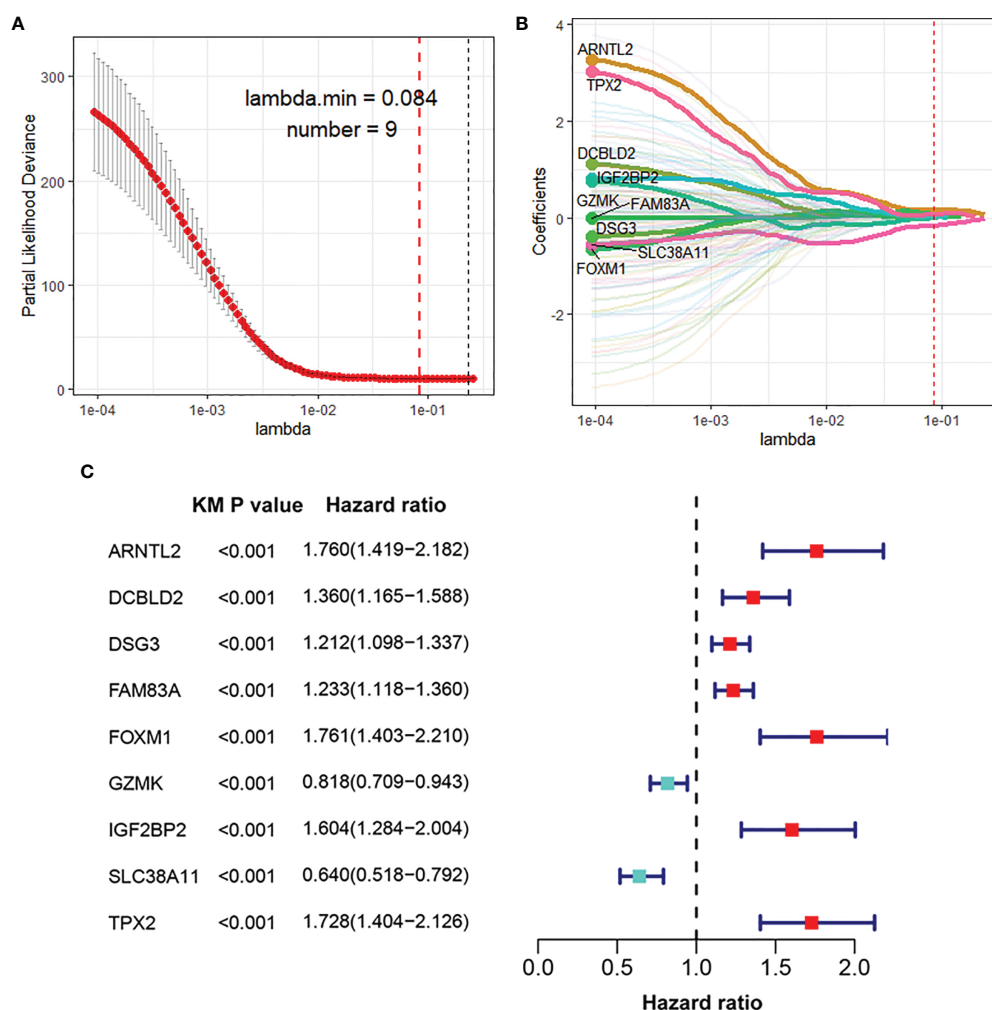 A
300
200
100
0
Partial Likelihood Deviance
lambda.min = 0.084
number = 9
1e-04 1e-03 1e-02 1e-01
lambda
B
4
2
0
-2
Coefficients
ARNTL2
TPX2
DCBLD2
IGF2BP2
GZMK
FAM83A
DSG3
SLC38A11
FOXM1
1e-04 1e-03 1e-02 1e-01
lambda
C
KM P value Hazard ratio
ARNTL2 <0.001 1.760(1.419−2.182)
DCBLD2 <0.001 1.360(1.165−1.588)
DSG3 <0.001 1.212(1.098−1.337)
FAM83A <0.001 1.233(1.118−1.360)
FOXM1 <0.001 1.761(1.403−2.210)
GZMK <0.001 0.818(0.709−0.943)
IGF2BP2 <0.001 1.604(1.284−2.004)
SLC38A11 <0.001 0.640(0.518−0.792)
TPX2 <0.001 1.728(1.404−2.126)
0.0 0.5 1.0 1.5 2.0
Hazard ratio